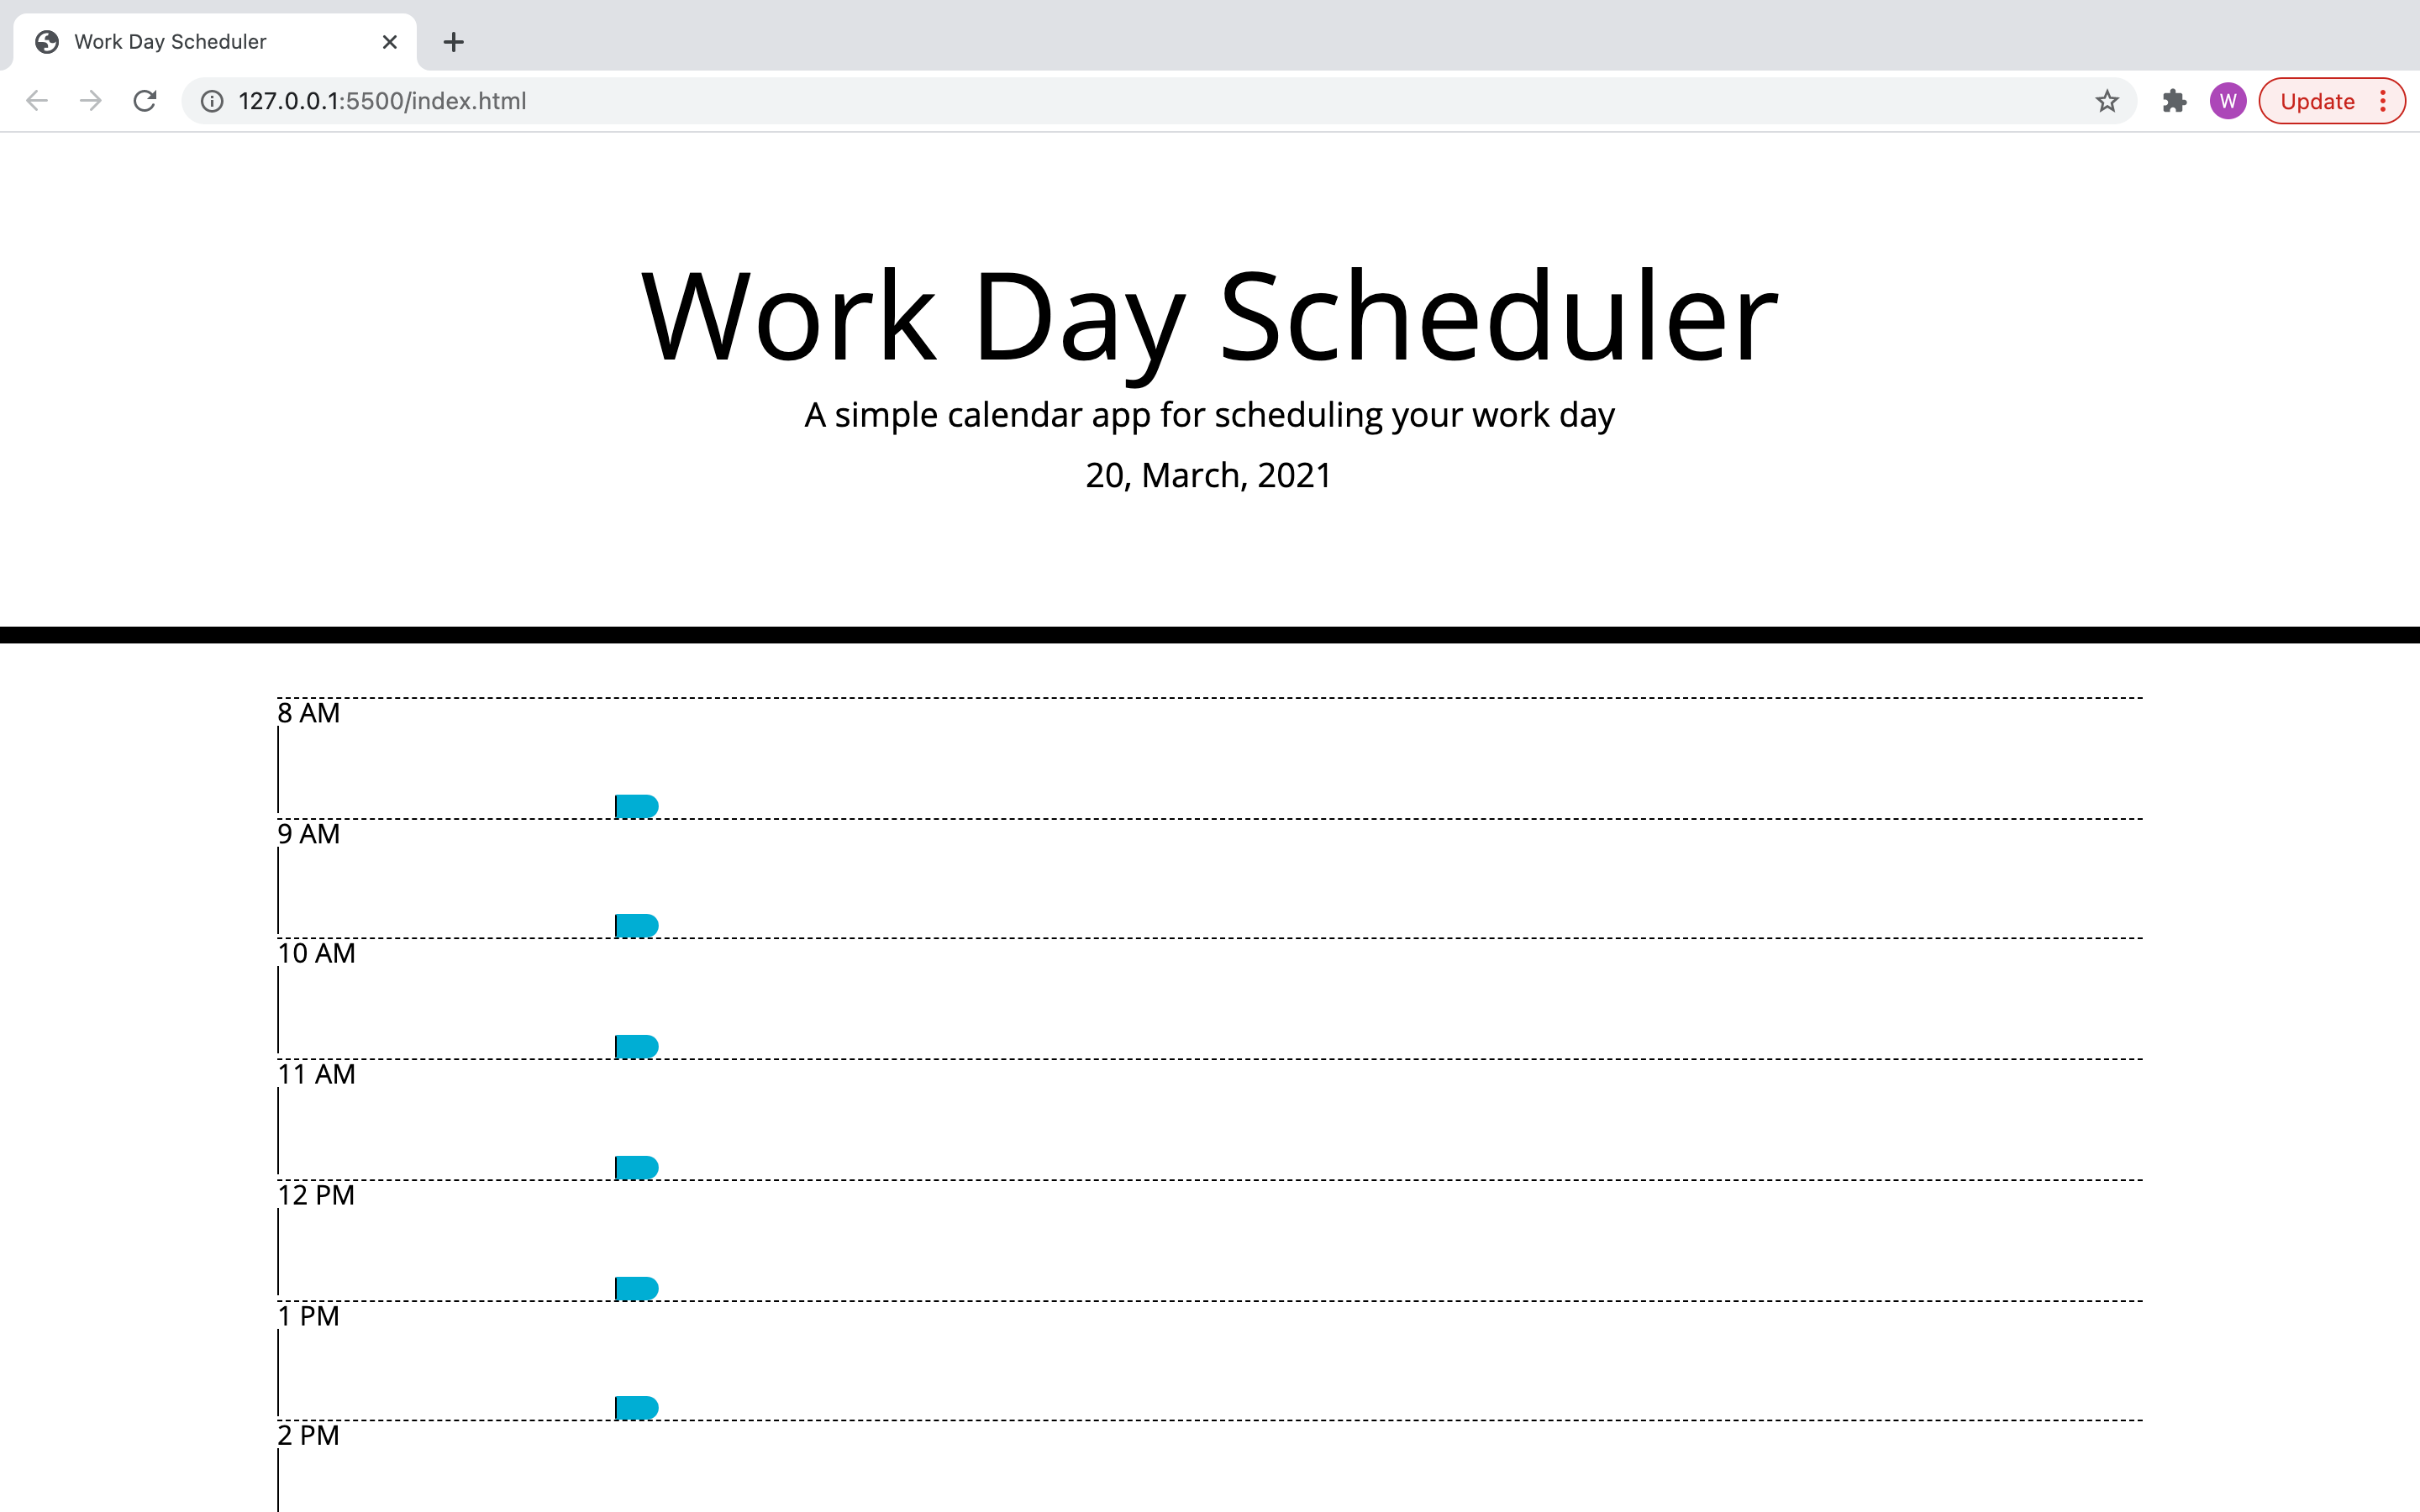 Work Day Scheduler
127.0.0.1:5500/index.html
W
Update
Work Day Scheduler
A simple calendar app for scheduling your work day
20, March, 2021
8 AM
9 AM
10 AM
11 AM
12 PM
1 PM
2 PM